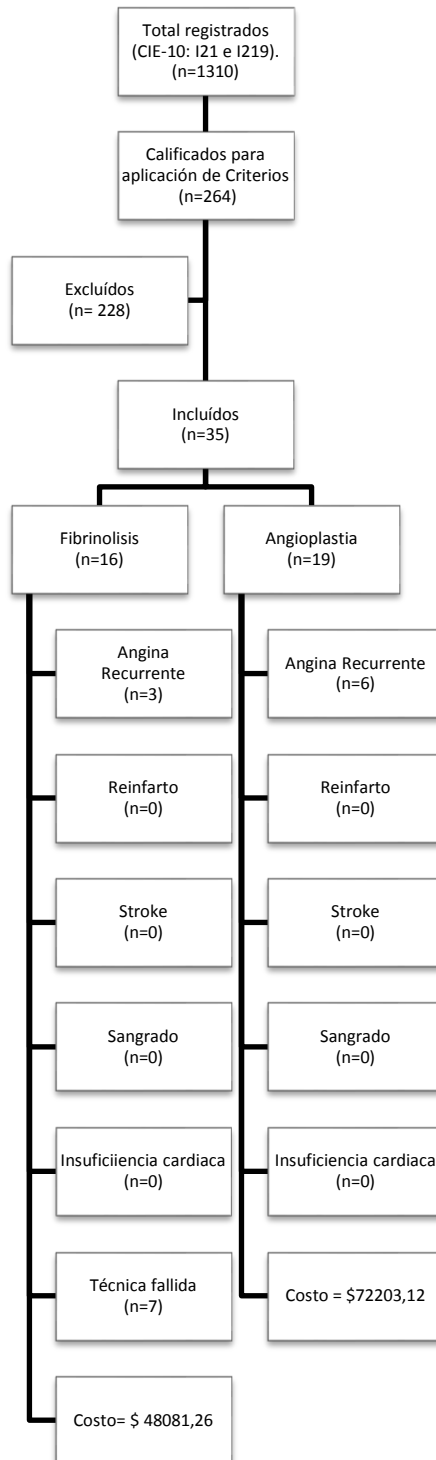 Total registrados
(CIE-10: I21 e I219).
(n=1310)
Calificados para
aplicación de Criterios
(n=264)
Excluídos
(n= 228)
Incluídos
(n=35)
Fibrinolisis
(n=16)
Angioplastia
(n=19)
Angina
Recurrente
(n=3)
Reinfarto
(n=0)
Stroke
(n=0)
Sangrado
(n=0)
Insuficiiencia cardiaca
(n=0)
Técnica fallida
(n=7)
Costo= $ 48081,26
Angina Recurrente
(n=6)
Reinfarto
(n=0)
Stroke
(n=0)
Sangrado
(n=0)
Insuficiencia cardiaca
(n=0)
Costo = $72203,12